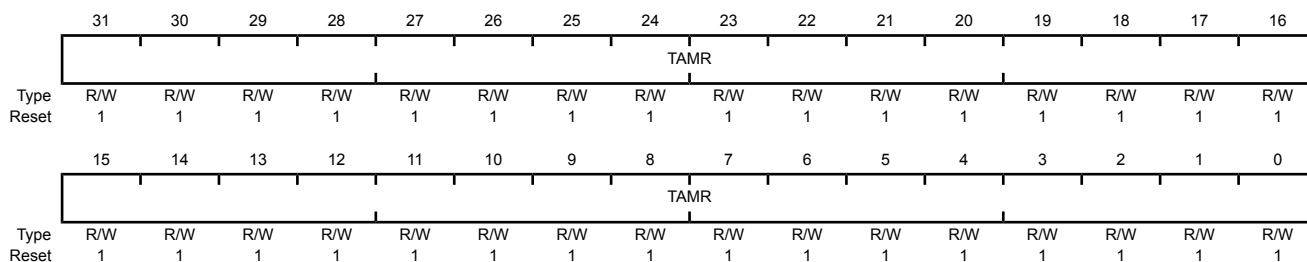 31 30 29 28 27 26 25 24 23 22 21 20 19 18 17 16
TAMR
Type R/W R/W R/W R/W R/W R/W R/W R/W R/W R/W R/W R/W R/W R/W R/W R/W
Reset 1 1 1 1 1 1 1 1 1 1 1 1 1 1 1 1
15 14 13 12 11 10 9 8 7 6 5 4 3 2 1 0
TAMR
Type R/W R/W R/W R/W R/W R/W R/W R/W R/W R/W R/W R/W R/W R/W R/W R/W
Reset 1 1 1 1 1 1 1 1 1 1 1 1 1 1 1 1